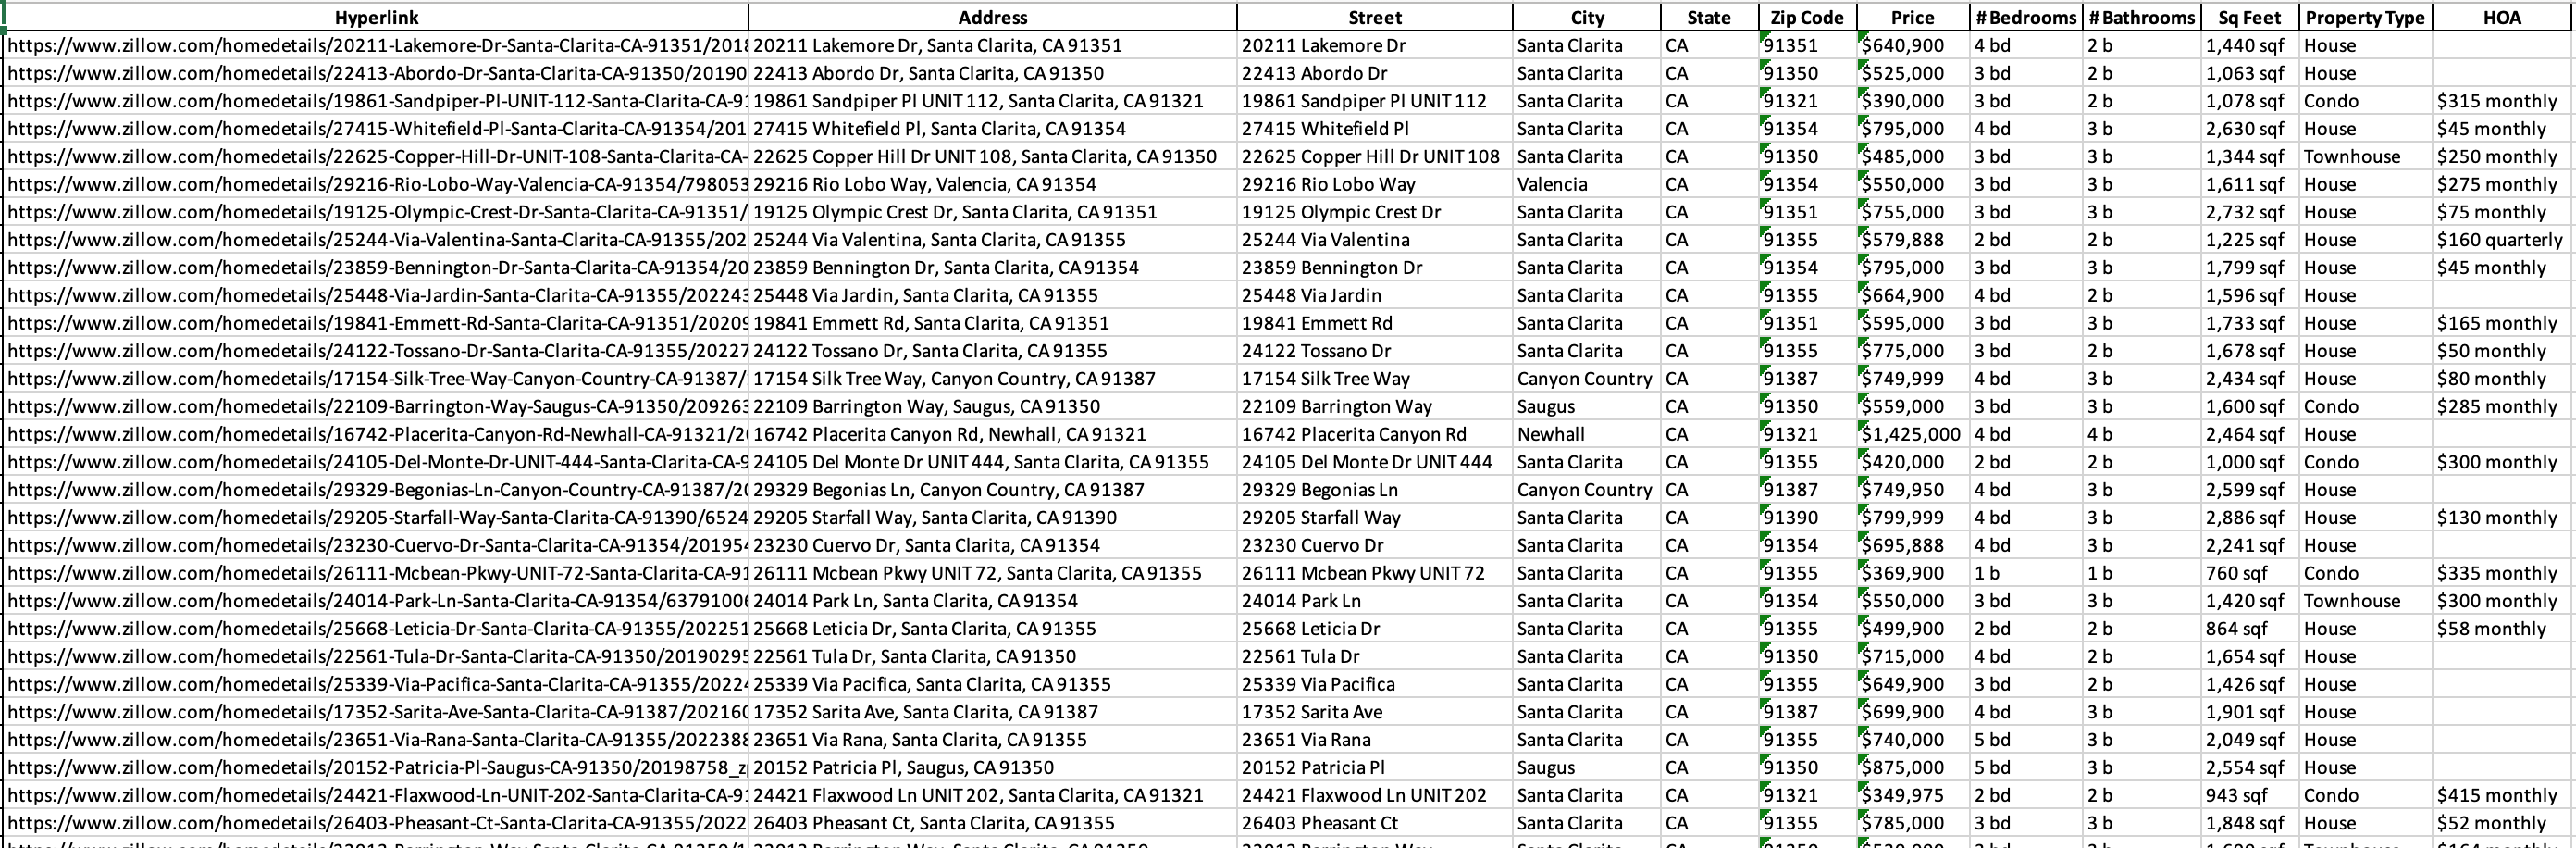 Hyperlink Address Street City State Zip Code Price # Bedrooms # Bathrooms Sq Feet Property Type HOA
https://www.zillow.com/homedetails/20211-Lakemore-Dr-Santa-Clarita-CA-91351/2018 20211 Lakemore Dr, Santa Clarita, CA 91351 20211 Lakemore Dr Santa Clarita CA 91351 $640,900 4 bd 2 b 1,440 sqf House
https://www.zillow.com/homedetails/22413-Abordo-Dr-Santa-Clarita-CA-91350/20190 22413 Abordo Dr, Santa Clarita, CA 91350 22413 Abordo Dr Santa Clarita CA 91350 $525,000 3 bd 2 b 1,063 sqf House
https://www.zillow.com/homedetails/19861-Sandpiper-Pl-UNIT-112-Santa-Clarita-CA-91 19861 Sandpiper Pl UNIT 112, Santa Clarita, CA 91321 19861 Sandpiper Pl UNIT 112 Santa Clarita CA 91321 $390,000 3 bd 2 b 1,078 sqf Condo $315 monthly
https://www.zillow.com/homedetails/27415-Whitefield-Pl-Santa-Clarita-CA-91354/201 27415 Whitefield Pl, Santa Clarita, CA 91354 27415 Whitefield Pl Santa Clarita CA 91354 $795,000 4 bd 3 b 2,630 sqf House $45 monthly
https://www.zillow.com/homedetails/22625-Copper-Hill-Dr-UNIT-108-Santa-Clarita-CA- 22625 Copper Hill Dr UNIT 108, Santa Clarita, CA 91350 22625 Copper Hill Dr UNIT 108 Santa Clarita CA 91350 $485,000 3 bd 3 b 1,344 sqf Townhouse $250 monthly
https://www.zillow.com/homedetails/29216-Rio-Lobo-Way-Valencia-CA-91354/798053 29216 Rio Lobo Way, Valencia, CA 91354 29216 Rio Lobo Way Valencia CA 91354 $550,000 3 bd 3 b 1,611 sqf House $275 monthly
https://www.zillow.com/homedetails/19125-Olympic-Crest-Dr-Santa-Clarita-CA-91351/ 19125 Olympic Crest Dr, Santa Clarita, CA 91351 19125 Olympic Crest Dr Santa Clarita CA 91351 $755,000 3 bd 3 b 2,732 sqf House $75 monthly
https://www.zillow.com/homedetails/25244-Via-Valentina-Santa-Clarita-CA-91355/202 25244 Via Valentina, Santa Clarita, CA 91355 25244 Via Valentina Santa Clarita CA 91355 $579,888 2 bd 2 b 1,225 sqf House $160 quarterly
https://www.zillow.com/homedetails/23859-Bennington-Dr-Santa-Clarita-CA-91354/20 23859 Bennington Dr, Santa Clarita, CA 91354 23859 Bennington Dr Santa Clarita CA 91354 $795,000 3 bd 3 b 1,799 sqf House $45 monthly
https://www.zillow.com/homedetails/25448-Via-Jardin-Santa-Clarita-CA-91355/202243 25448 Via Jardin, Santa Clarita, CA 91355 25448 Via Jardin Santa Clarita CA 91355 $664,900 4 bd 2 b 1,596 sqf House
https://www.zillow.com/homedetails/19841-Emmett-Rd-Santa-Clarita-CA-91351/20209 19841 Emmett Rd, Santa Clarita, CA 91351 19841 Emmett Rd Santa Clarita CA 91351 $595,000 3 bd 3 b 1,733 sqf House $165 monthly
https://www.zillow.com/homedetails/24122-Tossano-Dr-Santa-Clarita-CA-91355/20227 24122 Tossano Dr, Santa Clarita, CA 91355 24122 Tossano Dr Santa Clarita CA 91355 $775,000 3 bd 2 b 1,678 sqf House $50 monthly
https://www.zillow.com/homedetails/17154-Silk-Tree-Way-Canyon-Country-CA-91387/ 17154 Silk Tree Way, Canyon Country, CA 91387 17154 Silk Tree Way Canyon Country CA 91387 $749,999 4 bd 3 b 2,434 sqf House $80 monthly
https://www.zillow.com/homedetails/22109-Barrington-Way-Saugus-CA-91350/209263 22109 Barrington Way, Saugus, CA 91350 22109 Barrington Way Saugus CA 91350 $559,000 3 bd 3 b 1,600 sqf Condo $285 monthly
https://www.zillow.com/homedetails/16742-Placerita-Canyon-Rd-Newhall-CA-91321/20 16742 Placerita Canyon Rd, Newhall, CA 91321 16742 Placerita Canyon Rd Newhall CA 91321 $1,425,000 4 bd 4 b 2,464 sqf House
https://www.zillow.com/homedetails/24105-Del-Monte-Dr-UNIT-444-Santa-Clarita-CA-9 24105 Del Monte Dr UNIT 444, Santa Clarita, CA 91355 24105 Del Monte Dr UNIT 444 Santa Clarita CA 91355 $420,000 2 bd 2 b 1,000 sqf Condo $300 monthly
https://www.zillow.com/homedetails/29329-Begonias-Ln-Canyon-Country-CA-91387/20 29329 Begonias Ln, Canyon Country, CA 91387 29329 Begonias Ln Canyon Country CA 91387 $749,950 4 bd 3 b 2,599 sqf House
https://www.zillow.com/homedetails/29205-Starfall-Way-Santa-Clarita-CA-91390/6524 29205 Starfall Way, Santa Clarita, CA 91390 29205 Starfall Way Santa Clarita CA 91390 $799,999 4 bd 3 b 2,886 sqf House $130 monthly
https://www.zillow.com/homedetails/23230-Cuervo-Dr-Santa-Clarita-CA-91354/201954 23230 Cuervo Dr, Santa Clarita, CA 91354 23230 Cuervo Dr Santa Clarita CA 91354 $695,888 4 bd 3 b 2,241 sqf House
https://www.zillow.com/homedetails/26111-Mcbean-Pkwy-UNIT-72-Santa-Clarita-CA-91 26111 Mcbean Pkwy UNIT 72, Santa Clarita, CA 91355 26111 Mcbean Pkwy UNIT 72 Santa Clarita CA 91355 $369,900 1 b 1 b 760 sqf Condo $335 monthly
https://www.zillow.com/homedetails/24014-Park-Ln-Santa-Clarita-CA-91354/63791006 24014 Park Ln, Santa Clarita, CA 91354 24014 Park Ln Santa Clarita CA 91354 $550,000 3 bd 3 b 1,420 sqf Townhouse $300 monthly
https://www.zillow.com/homedetails/25668-Leticia-Dr-Santa-Clarita-CA-91355/202251 25668 Leticia Dr, Santa Clarita, CA 91355 25668 Leticia Dr Santa Clarita CA 91355 $499,900 2 bd 2 b 864 sqf House $58 monthly
https://www.zillow.com/homedetails/22561-Tula-Dr-Santa-Clarita-CA-91350/20190295 22561 Tula Dr, Santa Clarita, CA 91350 22561 Tula Dr Santa Clarita CA 91350 $715,000 4 bd 2 b 1,654 sqf House
https://www.zillow.com/homedetails/25339-Via-Pacifica-Santa-Clarita-CA-91355/20224 25339 Via Pacifica, Santa Clarita, CA 91355 25339 Via Pacifica Santa Clarita CA 91355 $649,900 3 bd 2 b 1,426 sqf House
https://www.zillow.com/homedetails/17352-Sarita-Ave-Santa-Clarita-CA-91387/202160 17352 Sarita Ave, Santa Clarita, CA 91387 17352 Sarita Ave Santa Clarita CA 91387 $699,900 4 bd 3 b 1,901 sqf House
https://www.zillow.com/homedetails/23651-Via-Rana-Santa-Clarita-CA-91355/2022388 23651 Via Rana, Santa Clarita, CA 91355 23651 Via Rana Santa Clarita CA 91355 $740,000 5 bd 3 b 2,049 sqf House
https://www.zillow.com/homedetails/20152-Patricia-Pl-Saugus-CA-91350/20198758_z 20152 Patricia Pl, Saugus, CA 91350 20152 Patricia Pl Saugus CA 91350 $875,000 5 bd 3 b 2,554 sqf House
https://www.zillow.com/homedetails/24421-Flaxwood-Ln-UNIT-202-Santa-Clarita-CA-91 24421 Flaxwood Ln UNIT 202, Santa Clarita, CA 91321 24421 Flaxwood Ln UNIT 202 Santa Clarita CA 91321 $349,975 2 bd 2 b 943 sqf Condo $415 monthly
https://www.zillow.com/homedetails/26403-Pheasant-Ct-Santa-Clarita-CA-91355/2022 26403 Pheasant Ct, Santa Clarita, CA 91355 26403 Pheasant Ct Santa Clarita CA 91355 $785,000 3 bd 3 b 1,848 sqf House $52 monthly